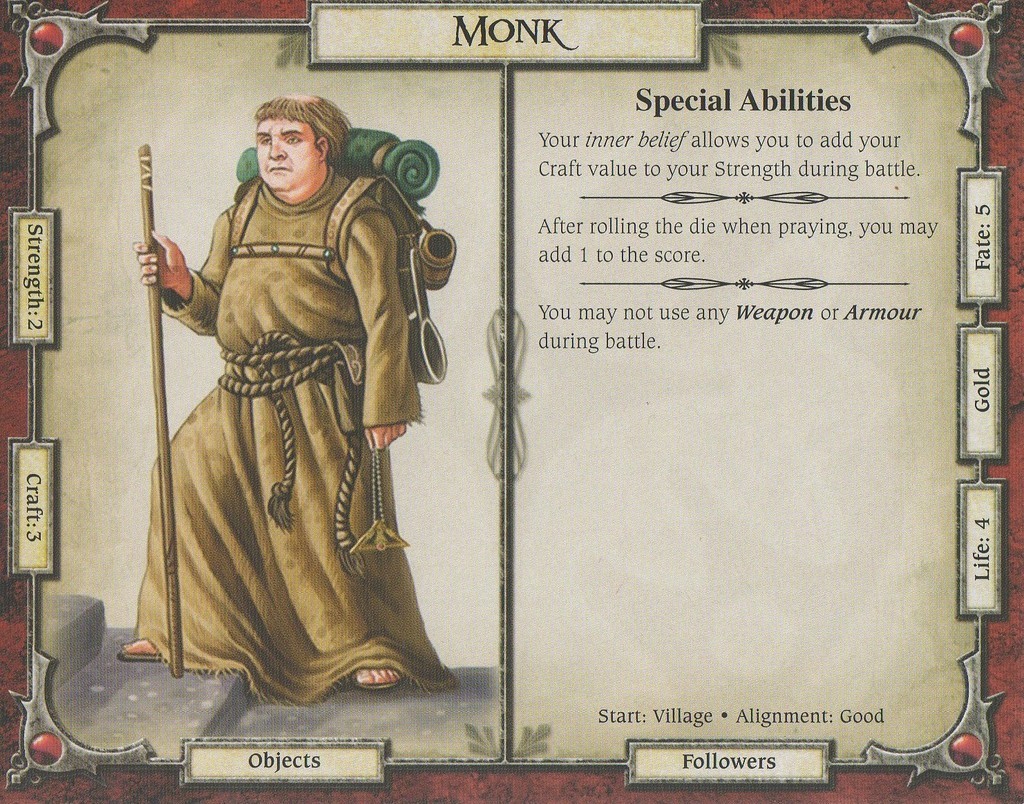 MONK
Special Abilities
Your inner belief allows you to add your
Craft value to your Strength during battle.
After rolling the die when praying, you may
add 1 to the score.
You may not use any Weapon or Armour
during battle.
Start: Village • Alignment: Good
Strength: 2
Craft: 3
Fate: 5
Gold
Life: 4
Objects
Followers